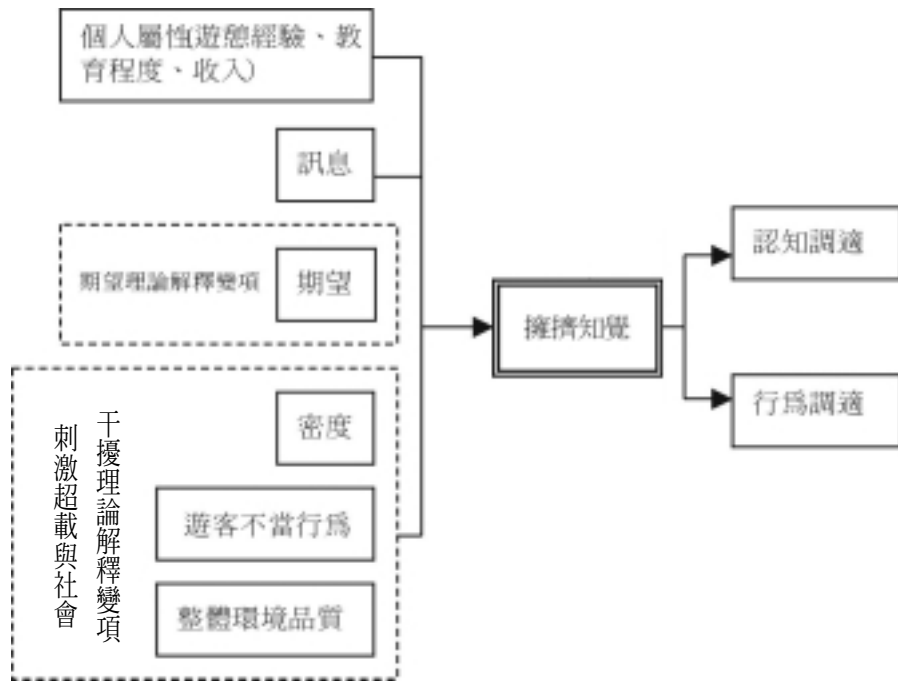 個人屬性(遊憩經驗、教
育程度、收入)
訊息
期望理論解釋變項
期望
認知調適
擁擠知覺
行爲調適
干擾理論解釋變項
刺激超載與社會
密度
遊客不當行爲
整體環境品質